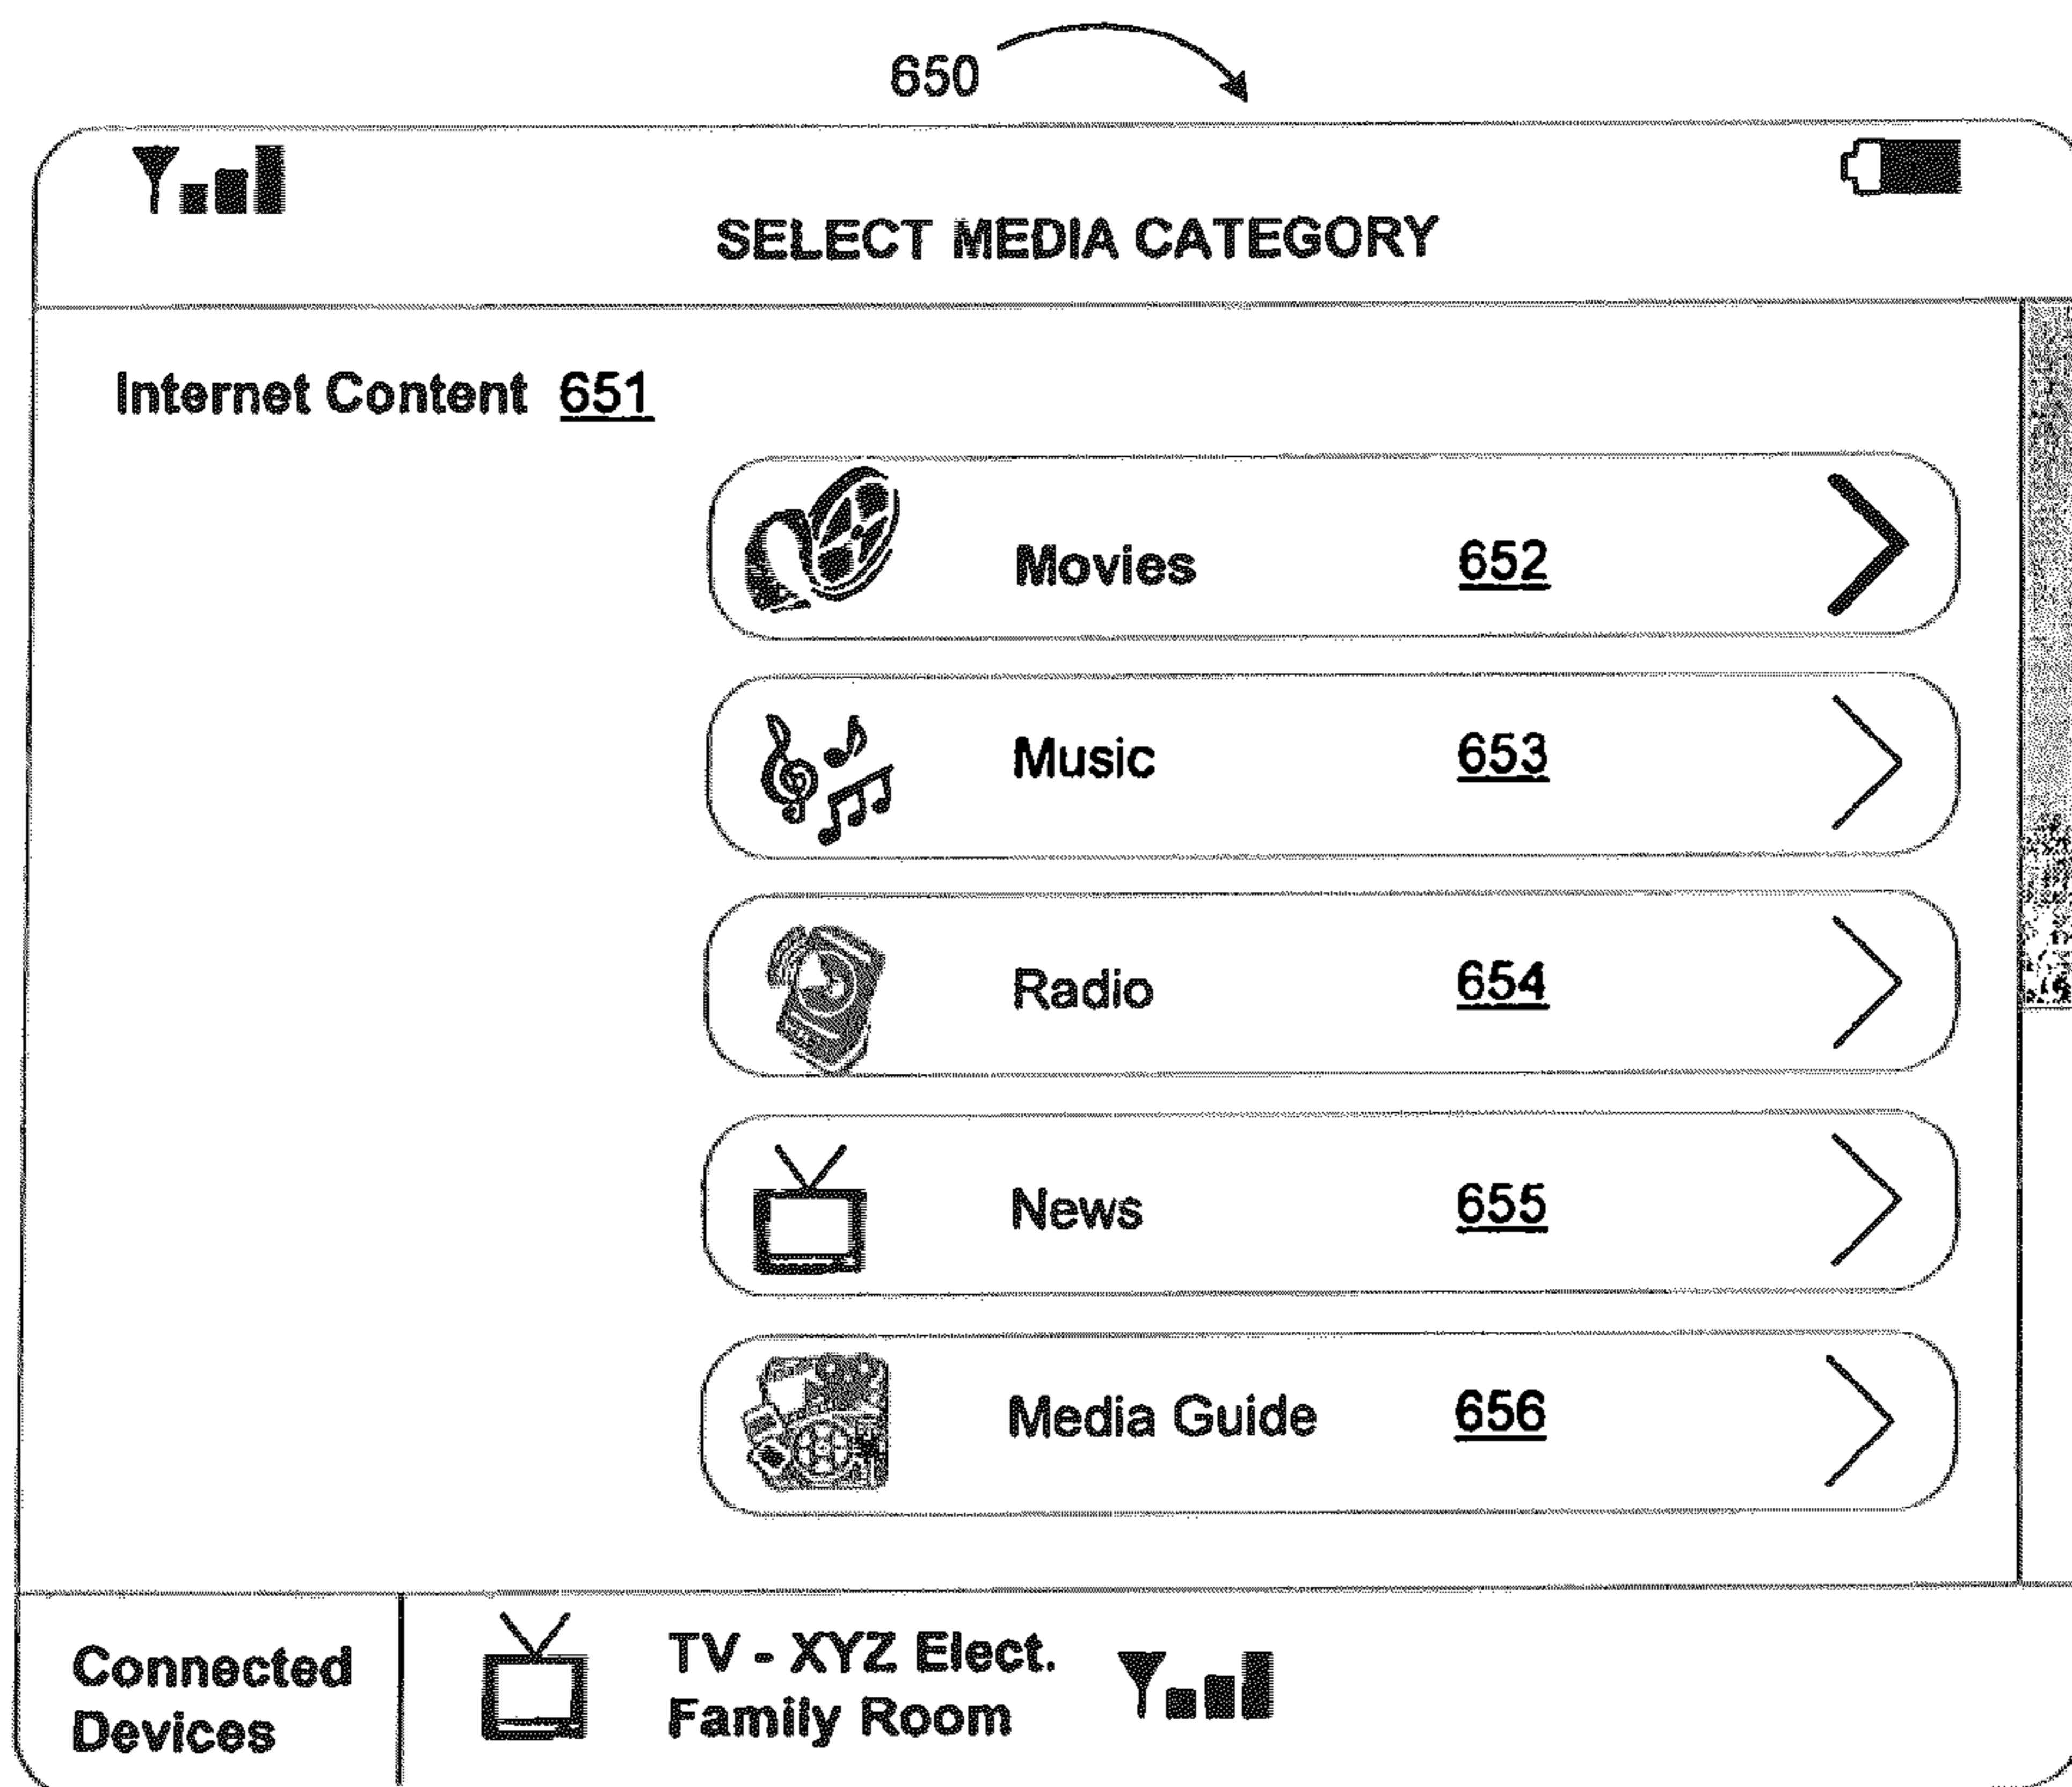 650
SELECT MEDIA CATEGORY
Internet Content 651
Movies 652
Music 653
Radio 654
News 655
Media Guide 656
Connected
Devices
TV - XYZ Elect.
Family Room